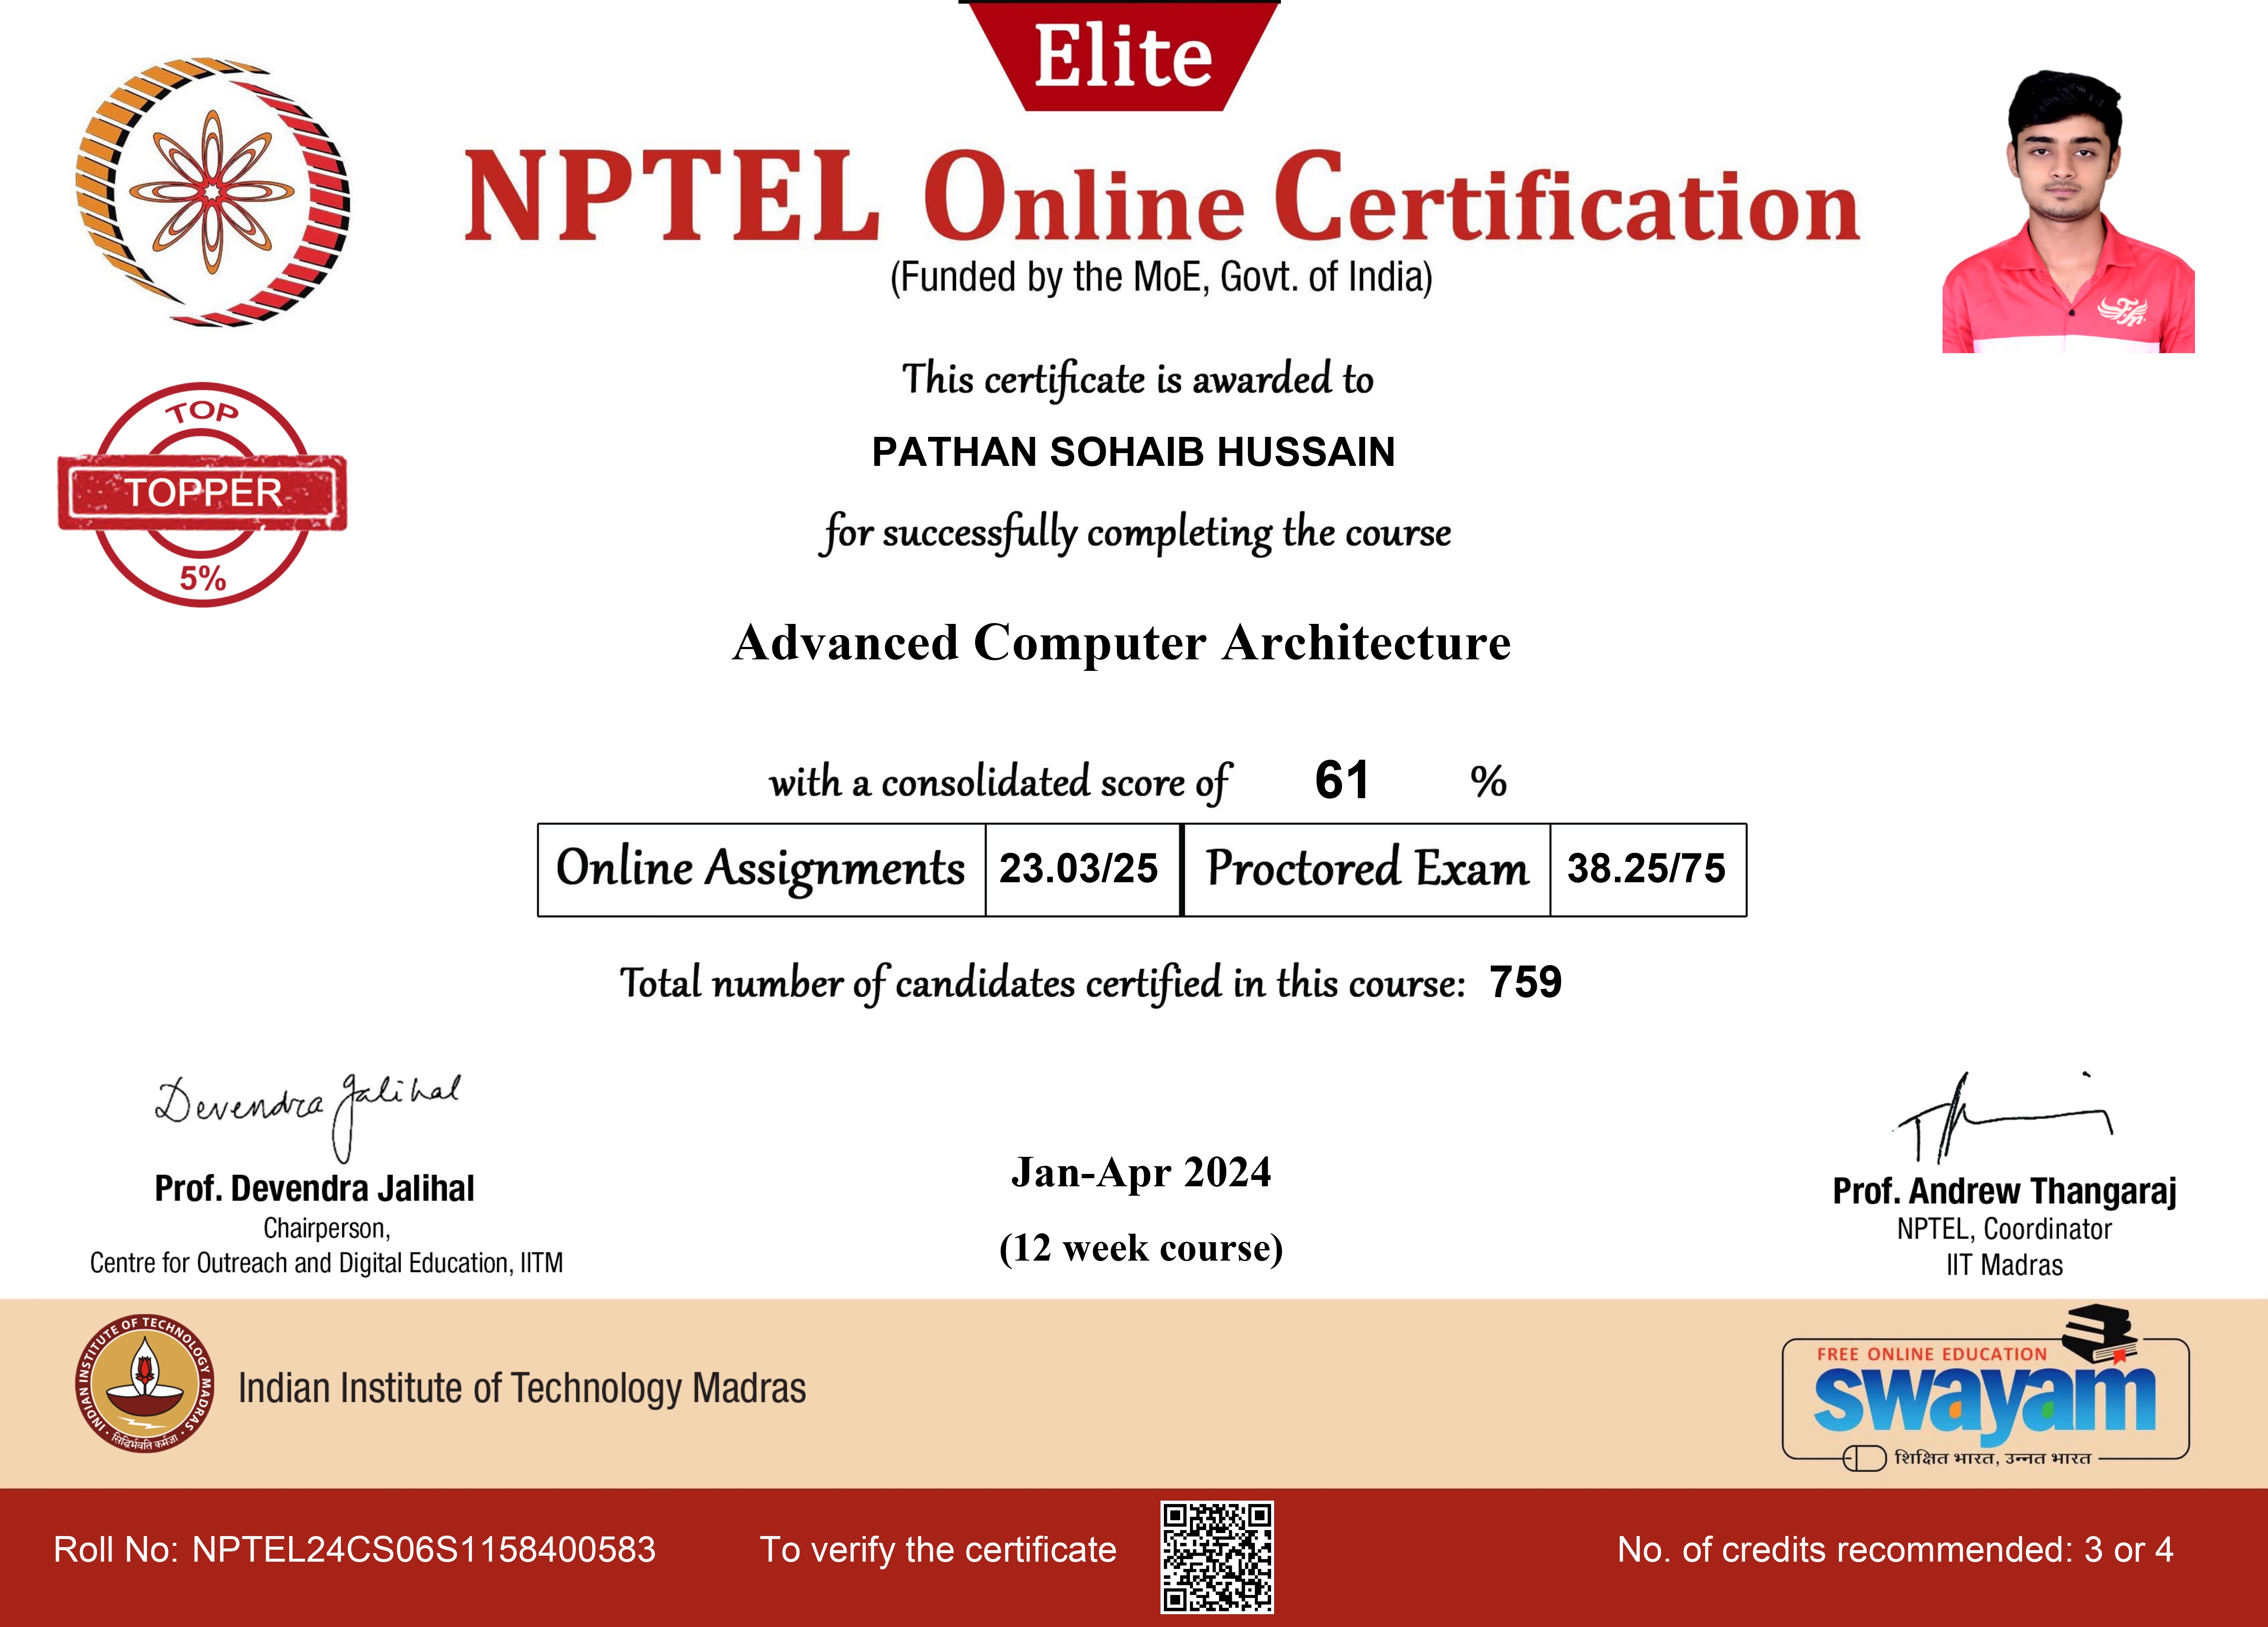 Elite
NPTEL Online Certification
(Funded by the MoE, Govt. of India)
This certificate is awarded to
PATHAN SOHAIB HUSSAIN
for successfully completing the course
TOP
TOPPER
5%
Advanced Computer Architecture
with a consolidated score of 61 %
Online Assignments 23.03/25 Proctored Exam 38.25/75
Total number of candidates certified in this course: 759
Devendra Jalihal
Prof. Devendra Jalihal
Chairperson,
Centre for Outreach and Digital Education, IITM
Jan-Apr 2024
(12 week course)
Prof. Andrew Thangaraj
NPTEL, Coordinator
IIT Madras
INDIAN INSTITUTE OF TECHNOLOGY MADRAS
सिद्धिर्भवति कर्मजा
Indian Institute of Technology Madras
FREE ONLINE EDUCATION
swayam
शिक्षित भारत, उन्नत भारत
Roll No: NPTEL24CS06S1158400583 To verify the certificate No. of credits recommended: 3 or 4